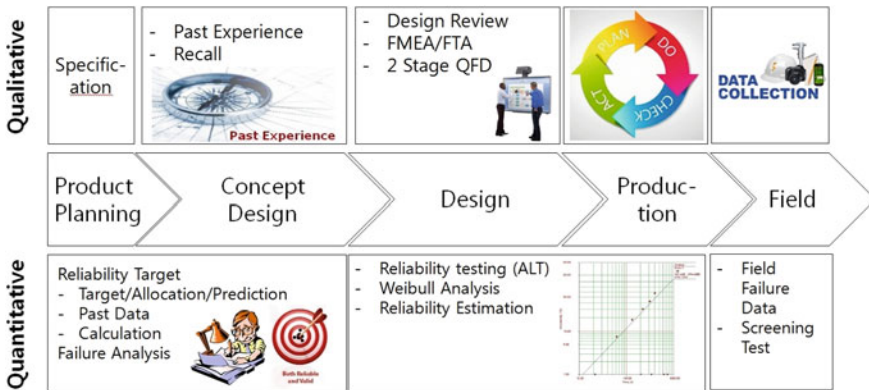 Qualitative
Specific-
ation
- Past Experience
- Recall
Past Experience
- Design Review
- FMEA/FTA
- 2 Stage QFD
PLAN
DO
CHECK
ACT
DATA
COLLECTION
Product
Planning
Concept
Design
Design
Produc-
tion
Field
Quantitative
Reliability Target
- Target/Allocation/Prediction
- Past Data
- Calculation
Failure Analysis
Both Reliable
and Valid
- Reliability testing (ALT)
- Weibull Analysis
- Reliability Estimation
- Field
Failure
Data
- Screening
Test